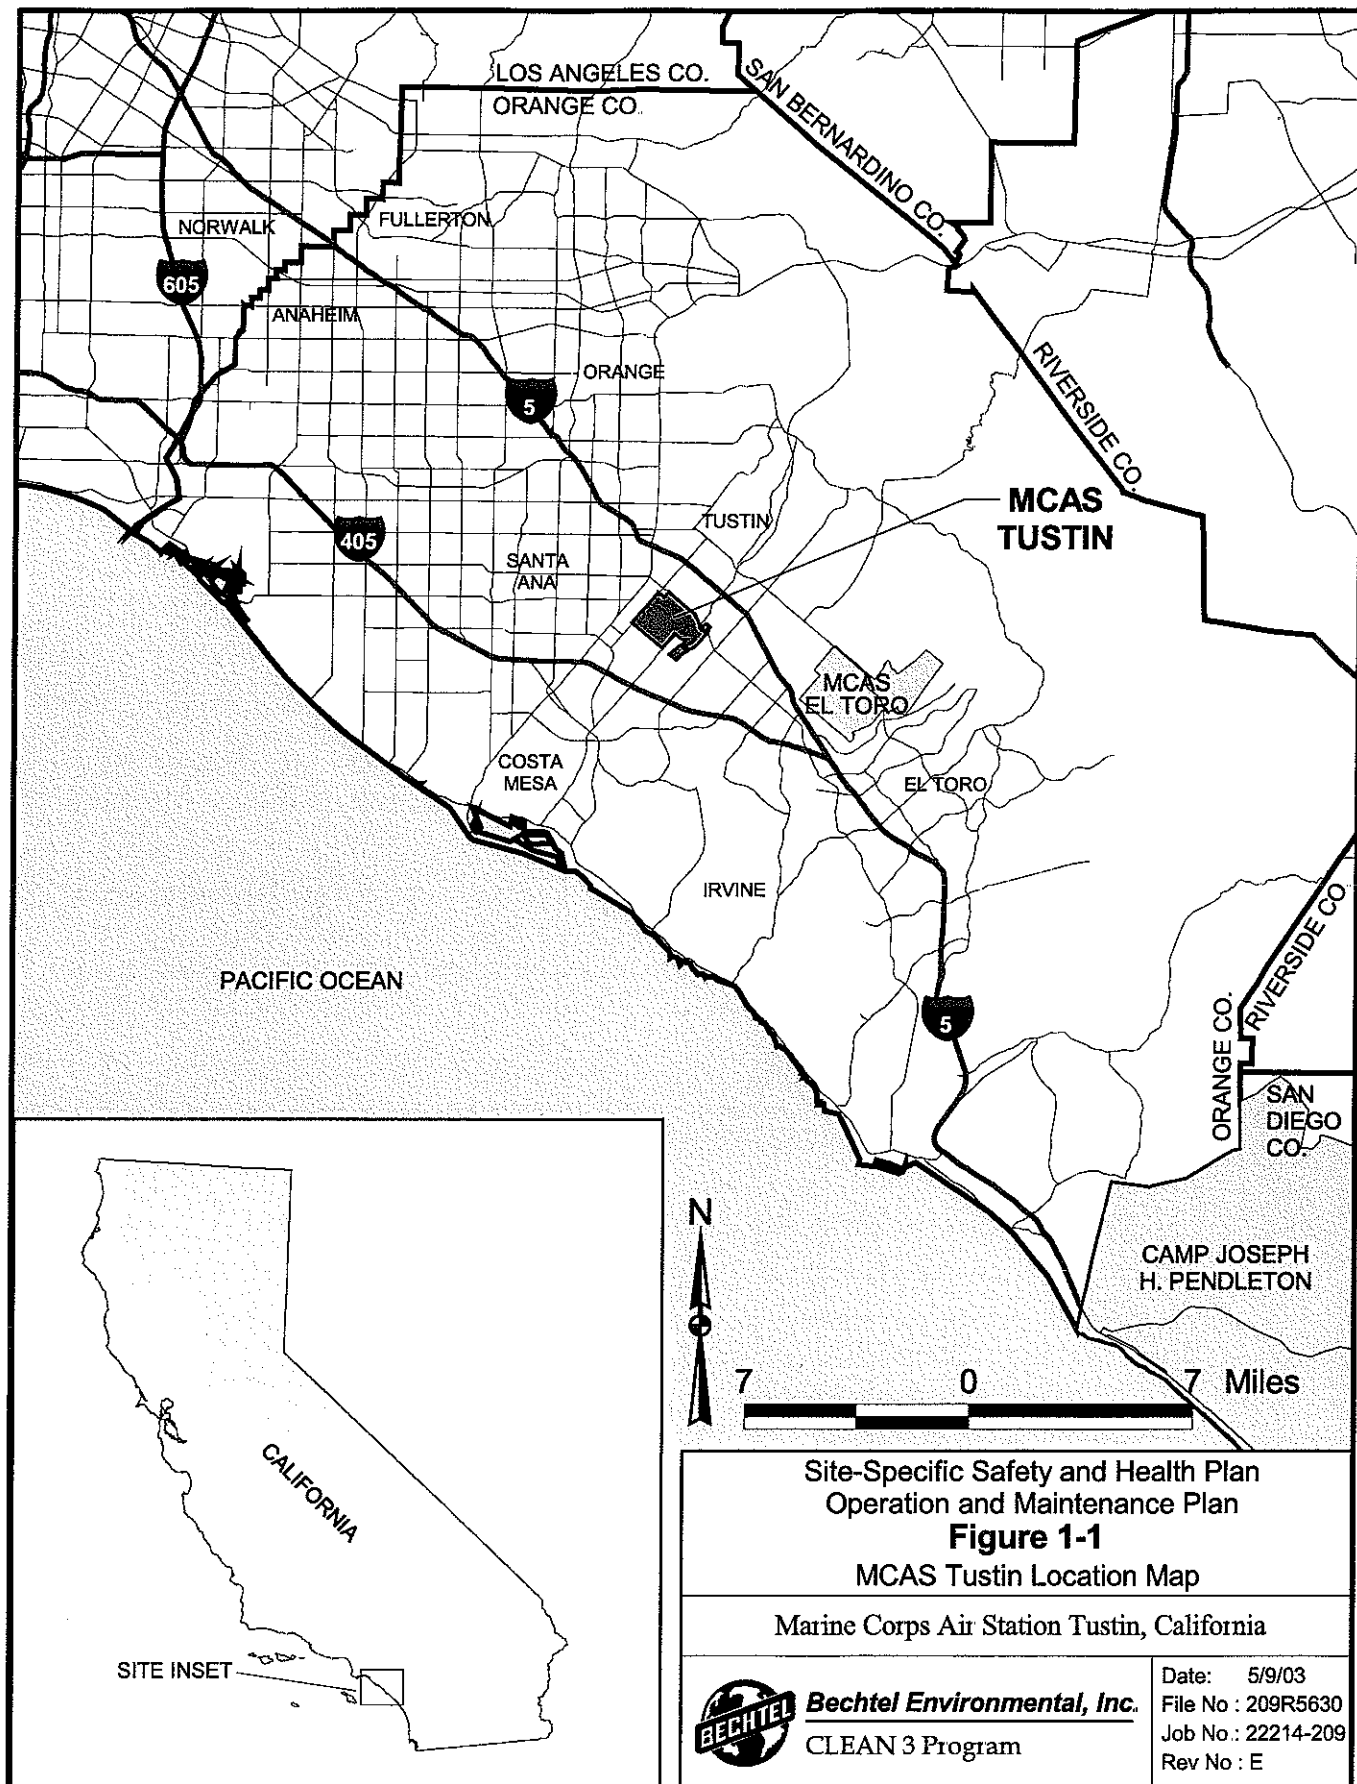 LOS ANGELES CO.
ORANGE CO.
SAN BERNARDINO CO.
NORWALK
FULLERTON
605
ANAHEIM
ORANGE
5
RIVERSIDE CO.
MCAS
TUSTIN
TUSTIN
405
SANTA
ANA
MCAS
EL TORO
COSTA
MESA
EL TORO
IRVINE
PACIFIC OCEAN
5
ORANGE CO.
RIVERSIDE CO
SAN
DIEGO
CO.
CAMP JOSEPH
H. PENDLETON
N
7 0 7 Miles
CALIFORNIA
SITE INSET
Site-Specific Safety and Health Plan
Operation and Maintenance Plan
Figure 1-1
MCAS Tustin Location Map
Marine Corps Air Station Tustin, California
BECHTEL
Bechtel Environmental, Inc.
CLEAN 3 Program
Date: 5/9/03
File No : 209R5630
Job No.: 22214-209
Rev No : E